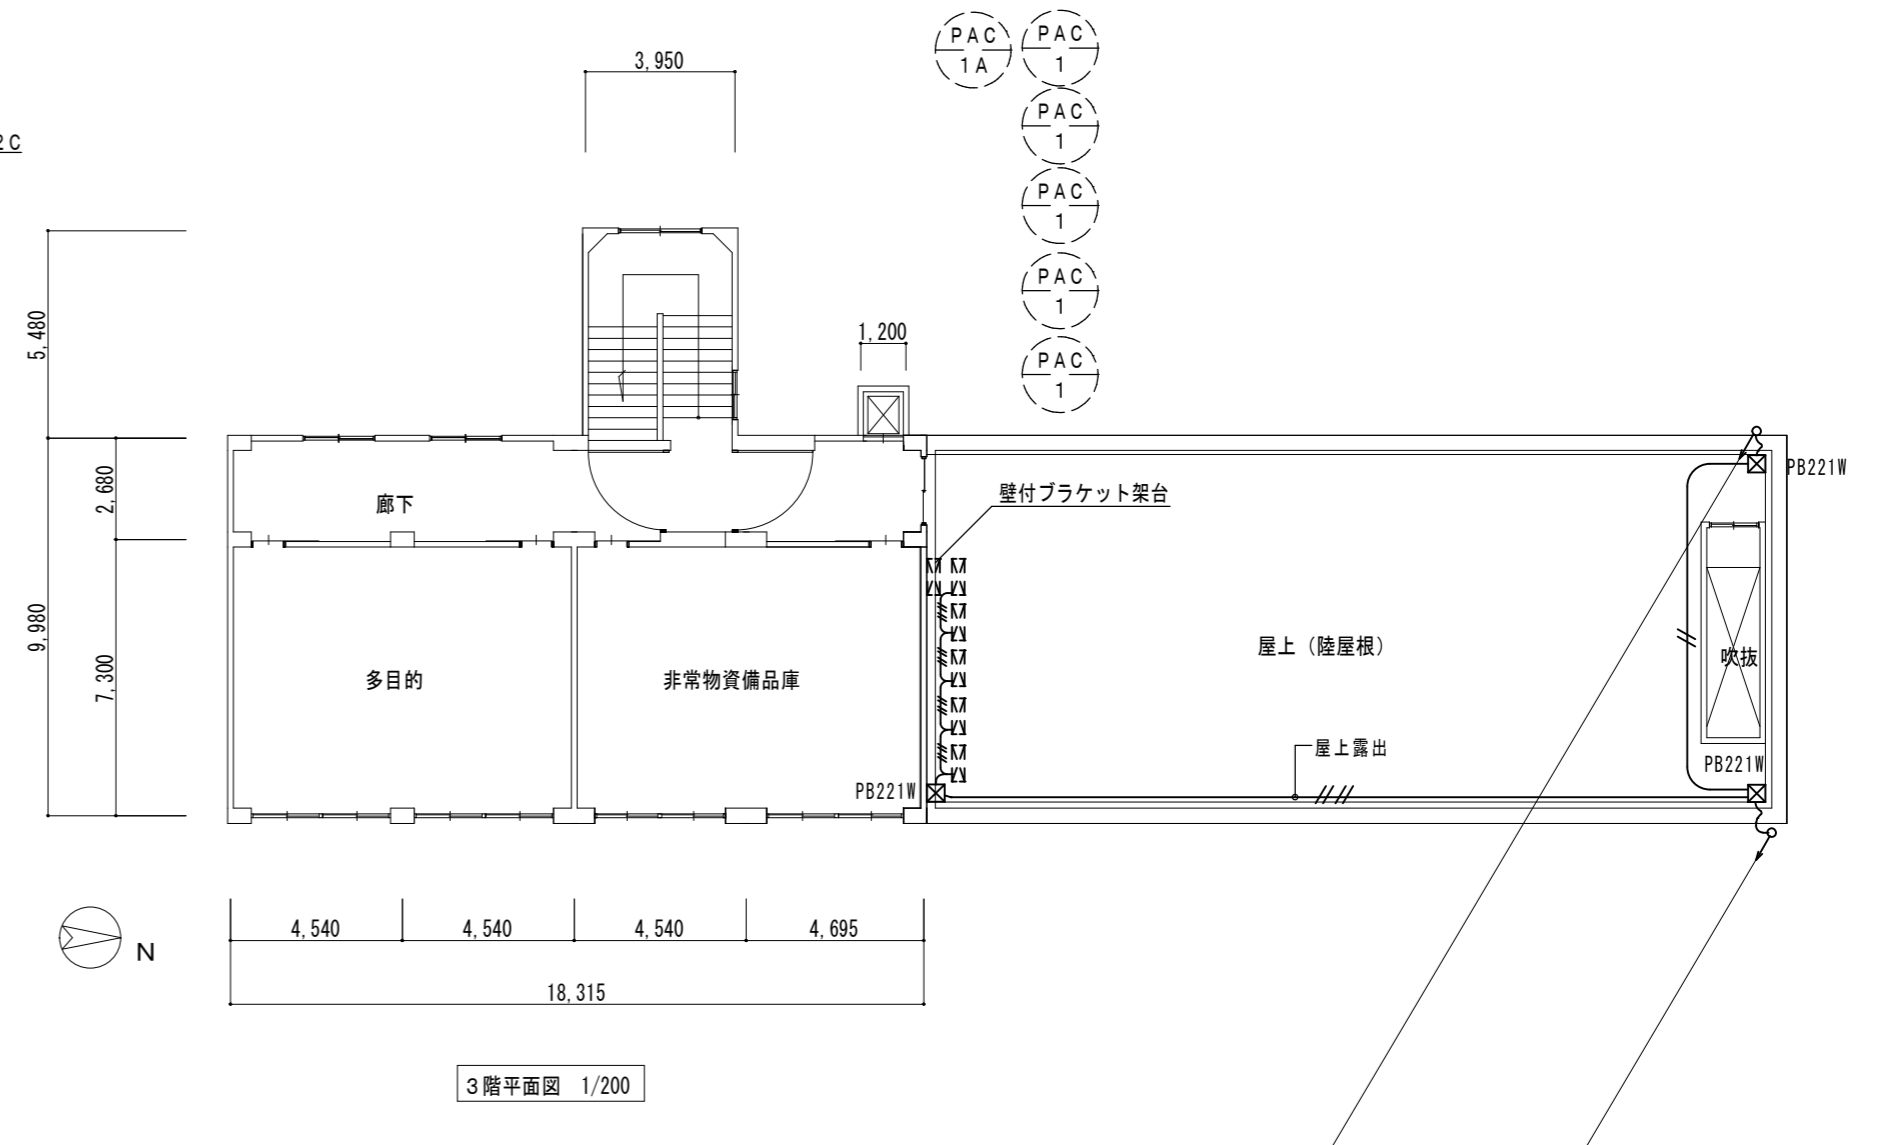 PAC
1A
PAC
1
PAC
1
PAC
1
PAC
1
PAC
1
3,950
2C
5,480
1,200
PB221W
2,680
廊下
壁付ブラケット架台
9,980
7,300
多目的
非常物資備品庫
屋上（陸屋根）
吹抜
屋上露出
PB221W
PB221W
4,540
4,540
4,540
4,695
N
18,315
３階平面図 1/200